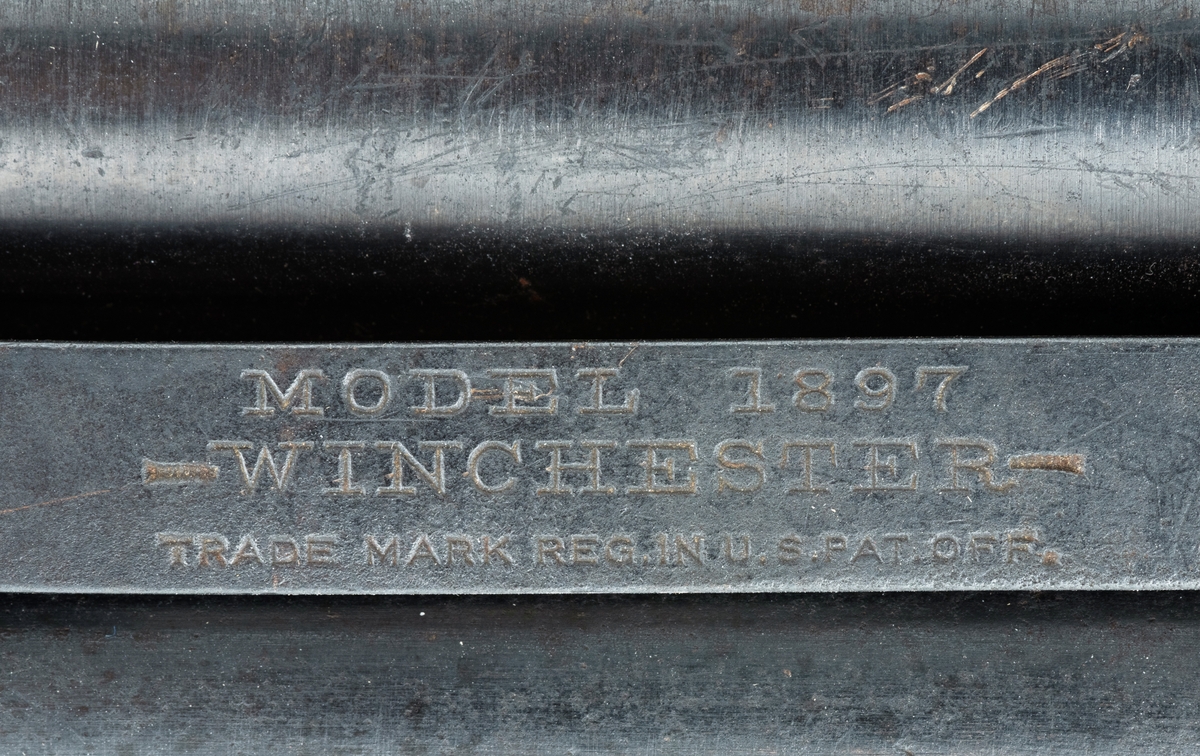 MODEL 1897
—WINCHESTER—
TRADE MARK REG. IN U.S. PAT. OFF.